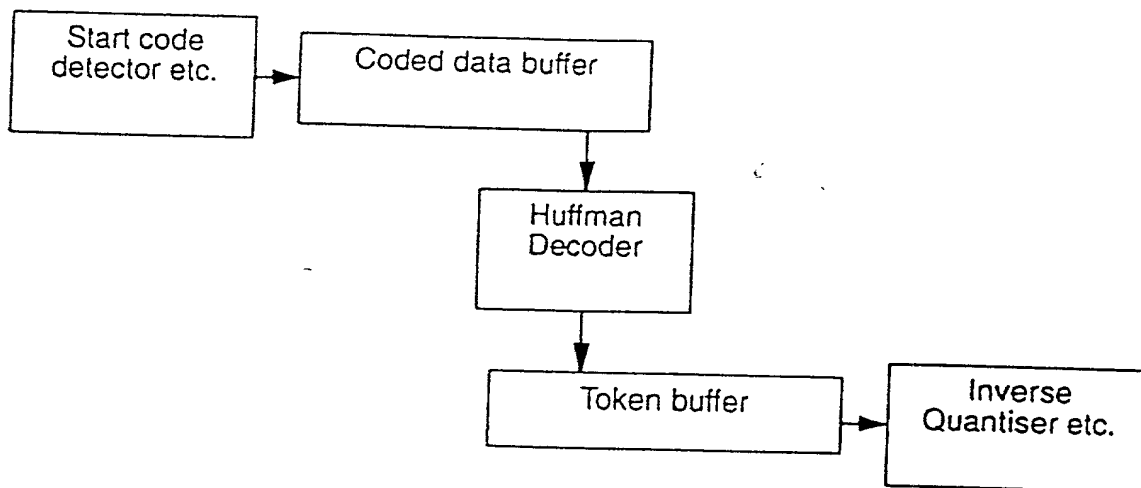 Start code
detector etc.
Coded data buffer
Huffman
Decoder
Token buffer
Inverse
Quantiser etc.